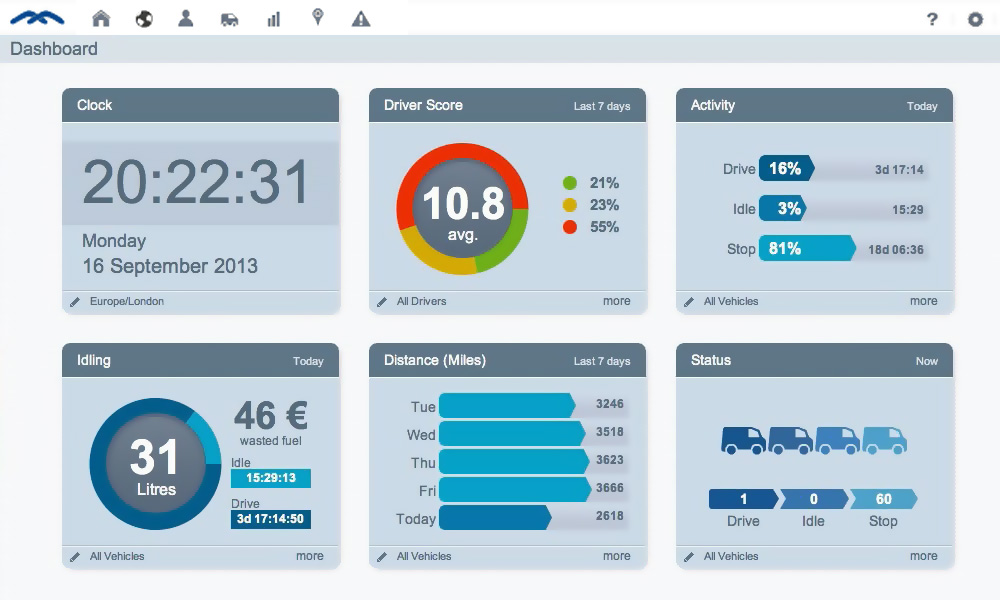 ?
Dashboard
Clock
20:22:31
Monday
16 September 2013
Europe/London
Driver Score Last 7 days
10.8
avg.
21%
23%
55%
All Drivers more
Activity Today
Drive 16% 3d 17:14
Idle 3% 15:29
Stop 81% 18d 06:36
All Vehicles more
Idling Today
31
Litres
46 €
wasted fuel
Idle
15:29:13
Drive
3d 17:14:50
All Vehicles more
Distance (Miles) Last 7 days
Tue 3246
Wed 3518
Thu 3623
Fri 3666
Today 2618
All Vehicles more
Status Now
1 0 60
Drive Idle Stop
All Vehicles more